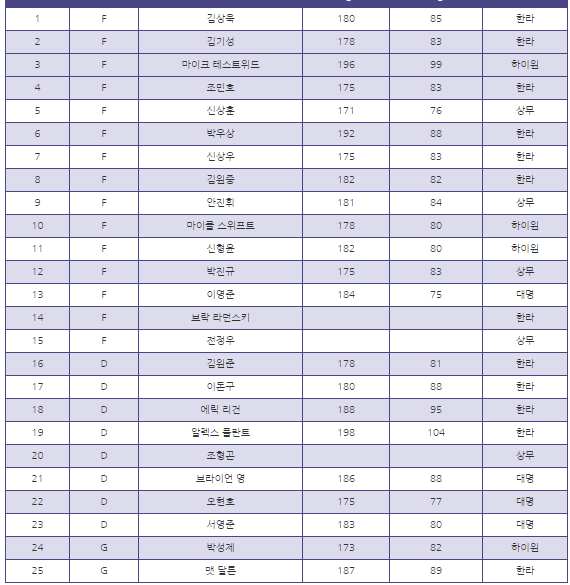 1 F 김상욱 180 85 한라
2 F 김기성 178 83 한라
3 F 마이크 테스트위드 196 99 하이원
4 F 조민호 175 83 한라
5 F 신상훈 171 76 상무
6 F 박우상 192 88 한라
7 F 신상우 175 83 한라
8 F 김원중 182 82 한라
9 F 안진휘 181 84 상무
10 F 마이클 스위프트 178 80 하이원
11 F 신형윤 182 80 하이원
12 F 박진규 175 83 상무
13 F 이영준 184 75 대명
14 F 브락 라던스키 한라
15 F 전정우 상무
16 D 김원준 178 81 한라
17 D 이돈구 180 88 한라
18 D 에릭 리건 188 95 한라
19 D 알렉스 플란트 198 104 한라
20 D 조형곤 상무
21 D 브라이언 영 186 88 대명
22 D 오현호 175 77 대명
23 D 서영준 183 80 대명
24 G 박성제 173 82 하이원
25 G 맷 달튼 187 89 한라